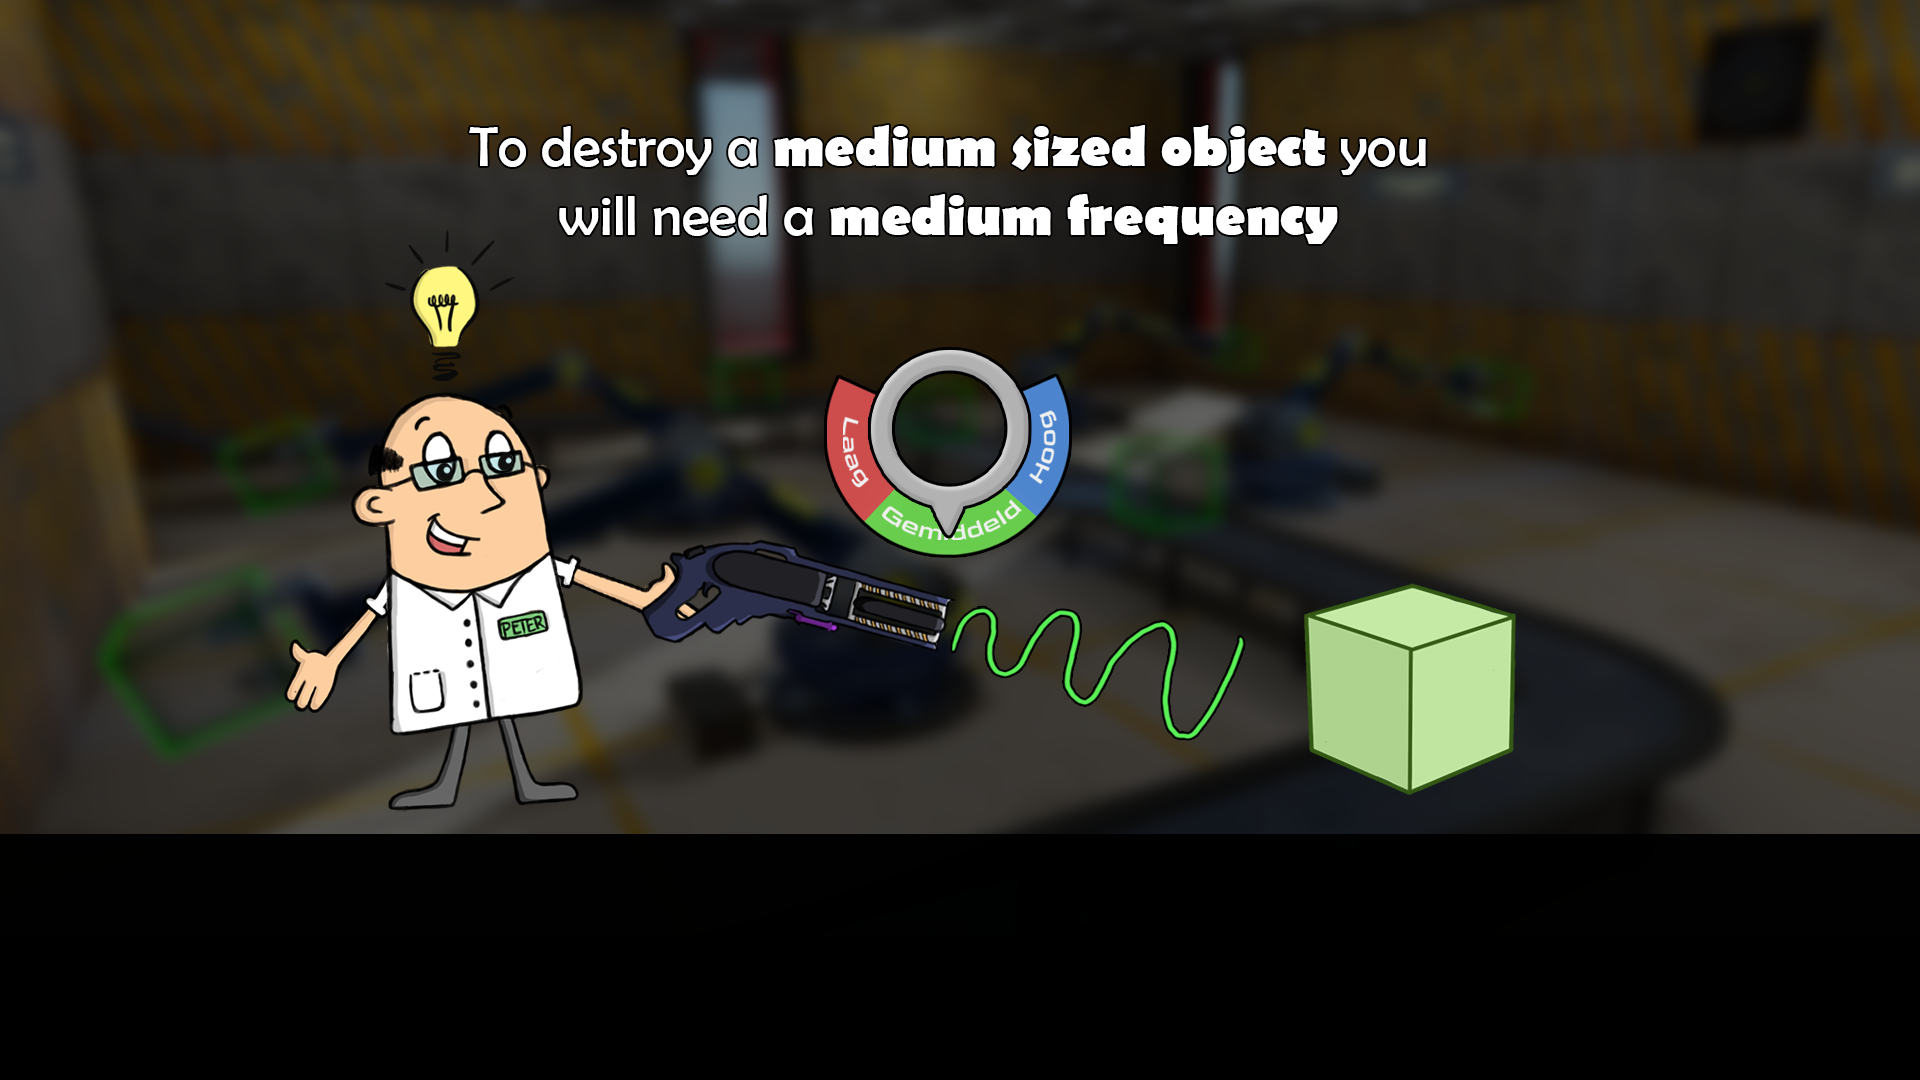 To destroy a medium sized object you
will need a medium frequency
Laag
Gemiddeld
Hoog
PETER